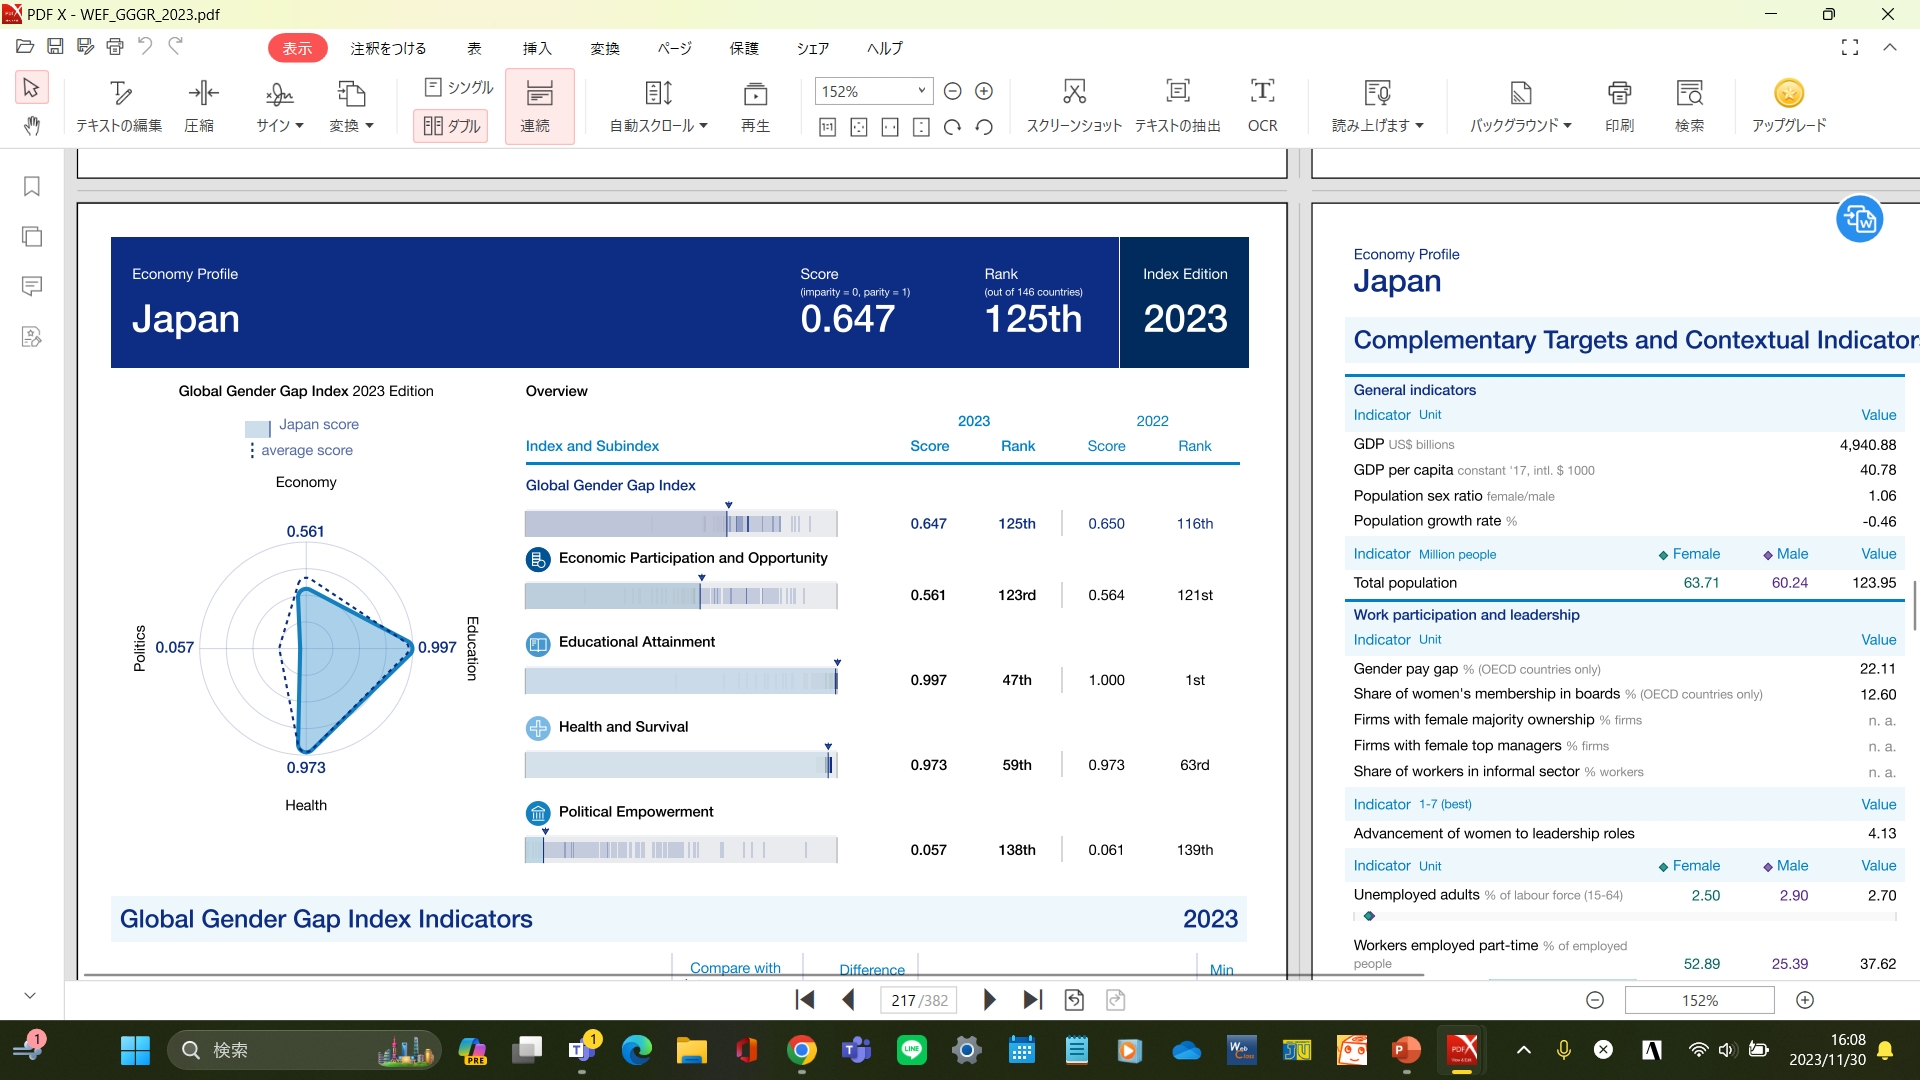 PDF X - WEF_GGGR_2023.pdf
表示 注釈をつける 表 挿入 変換 ページ 保護 シェア ヘルプ
テキストの編集 圧縮 サイン 変換 シングル ダブル 連続 自動スクロール 再生 152% スクリーンショット テキストの抽出 OCR 読み上げます バックグラウンド 印刷 検索 アップグレード
Economy Profile
Japan
Score
(imparity = 0, parity = 1)
0.647
Rank
(out of 146 countries)
125th
Index Edition
2023
Global Gender Gap Index 2023 Edition
Japan score
average score
Economy
0.561
Politics
0.057
0.997
Education
0.973
Health
Overview
2023 2022
Index and Subindex Score Rank Score Rank
Global Gender Gap Index
0.647 125th 0.650 116th
Economic Participation and Opportunity
0.561 123rd 0.564 121st
Educational Attainment
0.997 47th 1.000 1st
Health and Survival
0.973 59th 0.973 63rd
Political Empowerment
0.057 138th 0.061 139th
Global Gender Gap Index Indicators 2023
Compare with Difference Min
Economy Profile
Japan
Complementary Targets and Contextual Indicator
General indicators
Indicator Unit Value
GDP US$ billions 4,940.88
GDP per capita constant '17, intl. $ 1000 40.78
Population sex ratio female/male 1.06
Population growth rate % -0.46
Indicator Million people Female Male Value
Total population 63.71 60.24 123.95
Work participation and leadership
Indicator Unit Value
Gender pay gap % (OECD countries only) 22.11
Share of women's membership in boards % (OECD countries only) 12.60
Firms with female majority ownership % firms n. a.
Firms with female top managers % firms n. a.
Share of workers in informal sector % workers n. a.
Indicator 1-7 (best) Value
Advancement of women to leadership roles 4.13
Indicator Unit Female Male Value
Unemployed adults % of labour force (15-64) 2.50 2.90 2.70
Workers employed part-time % of employed
people 52.89 25.39 37.62
217 /382
152%
1
検索
PRE
1
LINE
16:08
2023/11/30